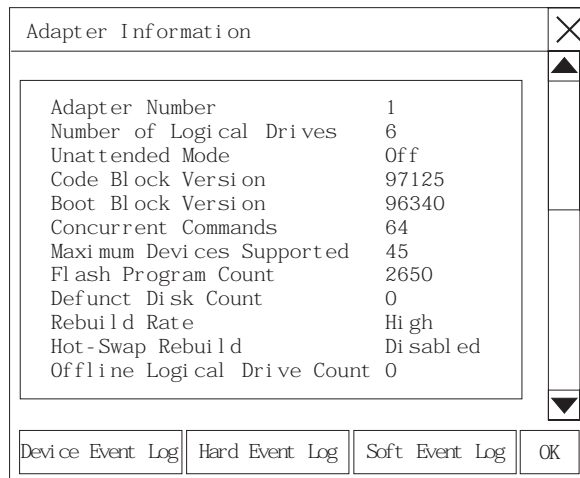 Adapter Information
Adapter Number 1
Number of Logical Drives 6
Unattended Mode Off
Code Block Version 97125
Boot Block Version 96340
Concurrent Commands 64
Maximum Devices Supported 45
Flash Program Count 2650
Defunct Disk Count 0
Rebuild Rate High
Hot-Swap Rebuild Disabled
Offline Logical Drive Count 0
Device Event Log Hard Event Log Soft Event Log OK